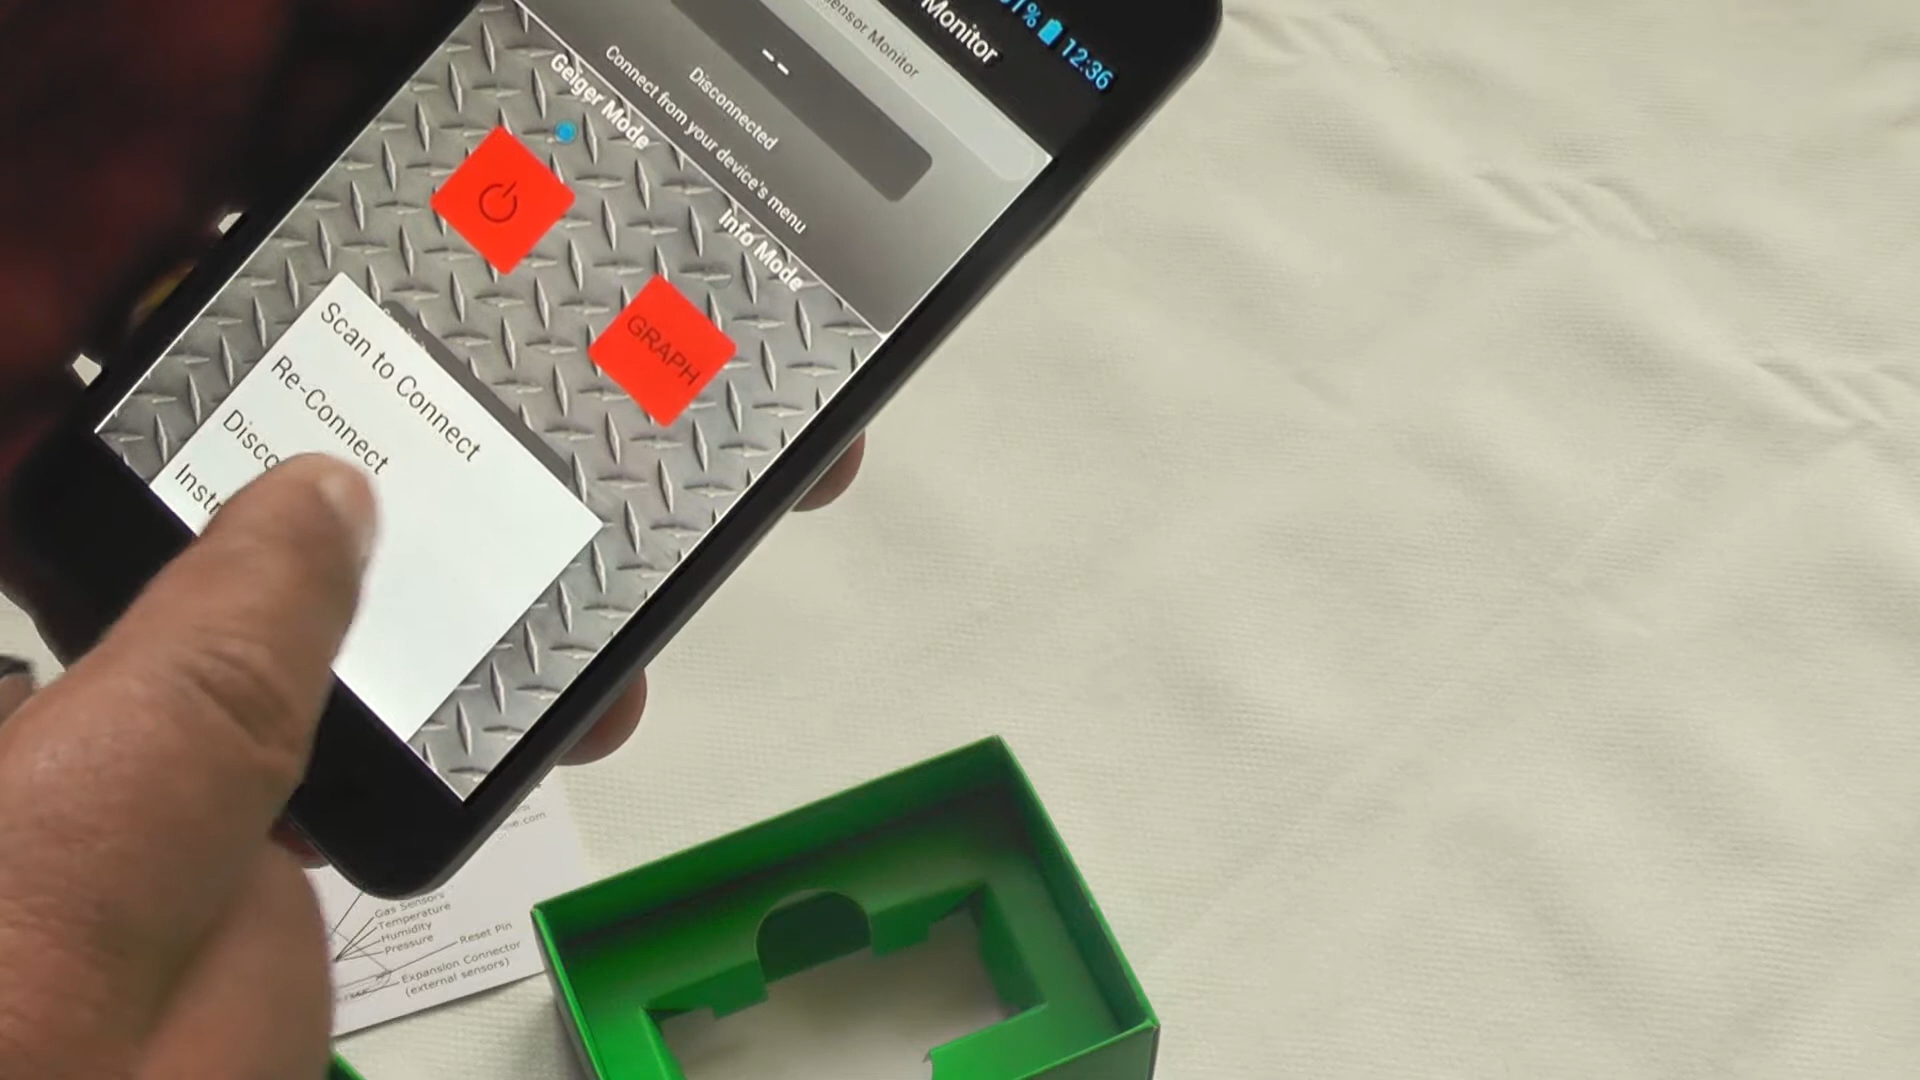 12:36
Monitor
Sensor Monitor
--
Disconnected
Connect from your device's menu
Geiger Mode
Info Mode
GRAPH
Scan to Connect
Re-Connect
Gas Sensors
Temperature
Humidity
Pressure
Reset Pin
Expansion Connector
(external sensors)